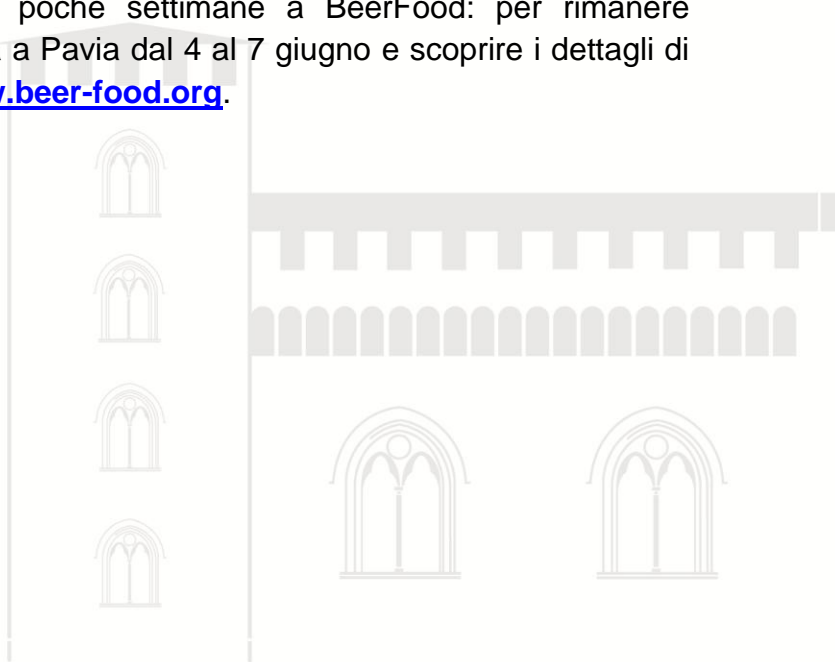 poche settimane a BeerFood: per rimanere
a Pavia dal 4 al 7 giugno e scoprire i dettagli di
.beer-food.org.